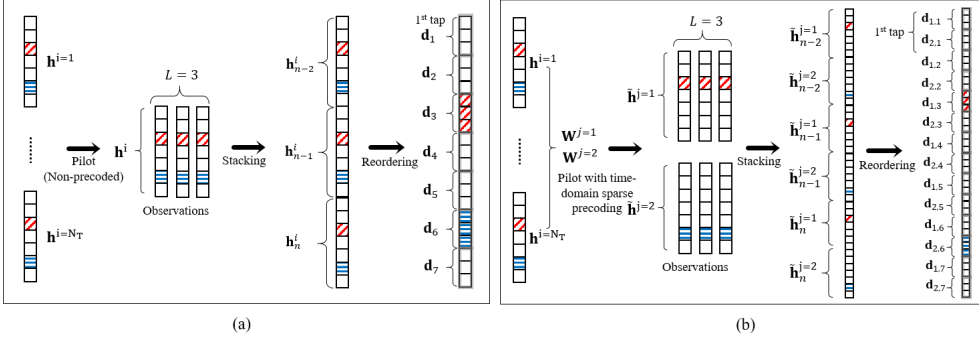 h^{i=1}
h^{i=N_T}
Pilot
(Non-precoded)
L = 3
h^i
Observations
Stacking
h^i_{n-2}
h^i_{n-1}
h^i_n
Reordering
1^{st} tap
d_1
d_2
d_3
d_4
d_5
d_6
d_7
(a)
h^{i=1}
h^{i=N_T}
W^{j=1}
W^{j=2}
Pilot with time-
domain sparse
precoding
L = 3
h̃^{j=1}
h̃^{j=2}
Observations
Stacking
h̃^{j=1}_{n-2}
h̃^{j=2}_{n-2}
h̃^{j=1}_{n-1}
h̃^{j=2}_{n-1}
h̃^{j=1}_n
h̃^{j=2}_n
Reordering
1^{st} tap
d_{1,1}
d_{2,1}
d_{1,2}
d_{2,2}
d_{1,3}
d_{2,3}
d_{1,4}
d_{2,4}
d_{1,5}
d_{2,5}
d_{1,6}
d_{2,6}
d_{1,7}
d_{2,7}
(b)